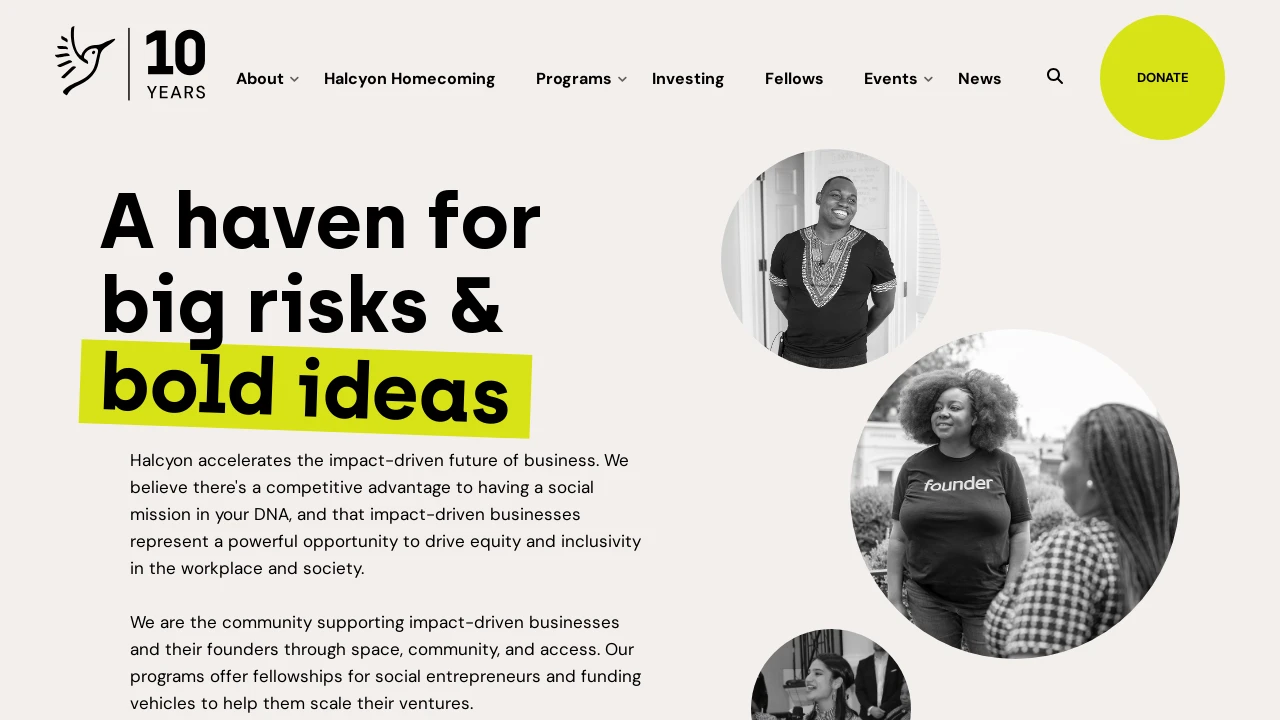 10
YEARS
About
Halcyon Homecoming
Programs
Investing
Fellows
Events
News
DONATE
A haven for
big risks &
bold ideas
Halcyon accelerates the impact-driven future of business. We
believe there's a competitive advantage to having a social
mission in your DNA, and that impact-driven businesses
represent a powerful opportunity to drive equity and inclusivity
in the workplace and society.
We are the community supporting impact-driven businesses
and their founders through space, community, and access. Our
programs offer fellowships for social entrepreneurs and funding
vehicles to help them scale their ventures.
founder